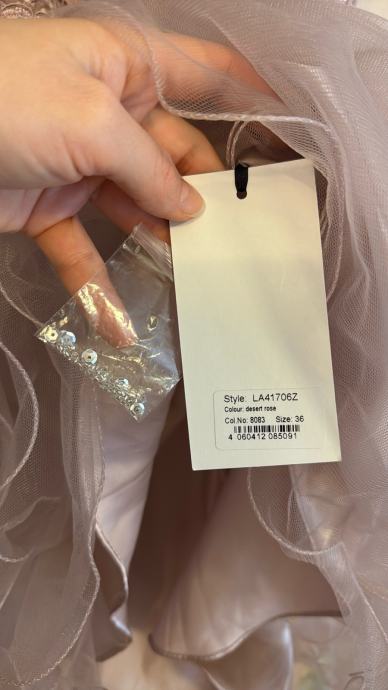 Style: LA41706Z
Colour: desert rose
Col.No: 8083 Size: 36
4 060412 085091